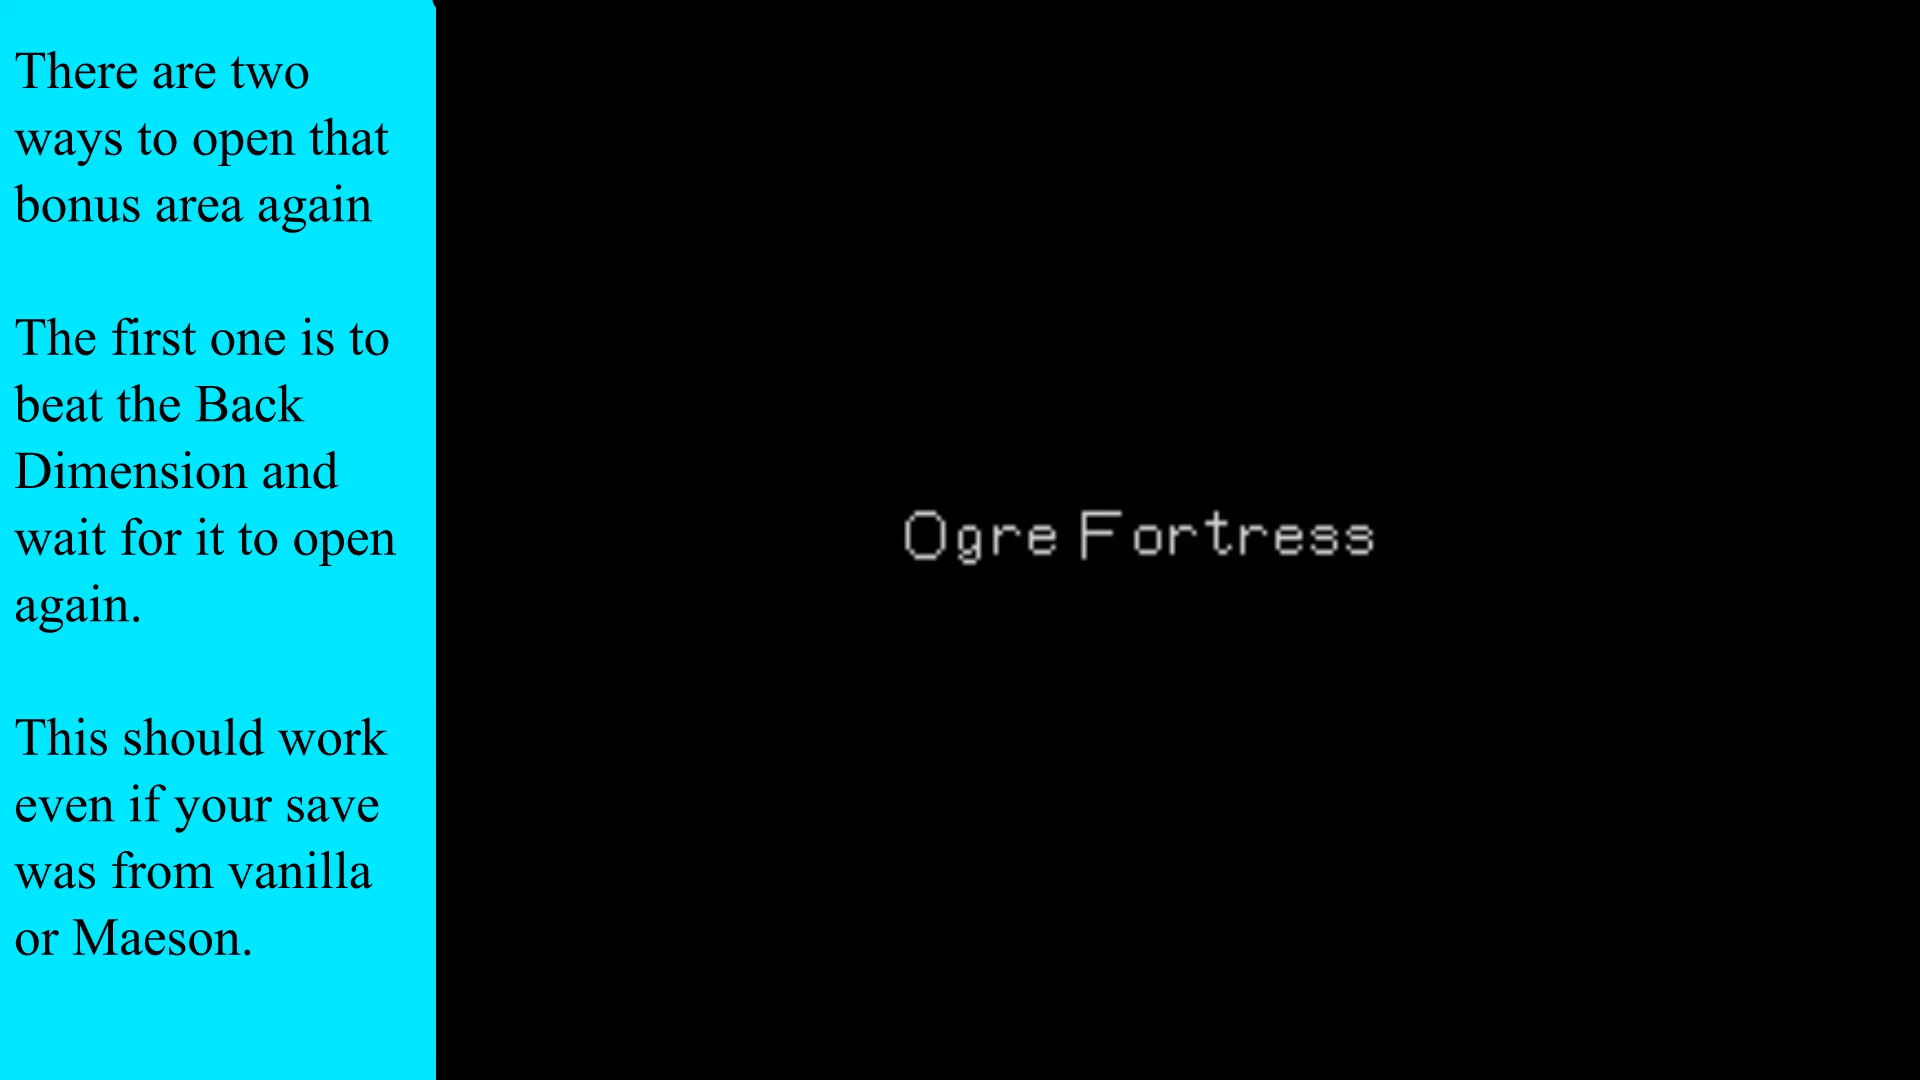 There are two
ways to open that
bonus area again
The first one is to
beat the Back
Dimension and
wait for it to open
again.
This should work
even if your save
was from vanilla
or Maeson.
Ogre Fortress